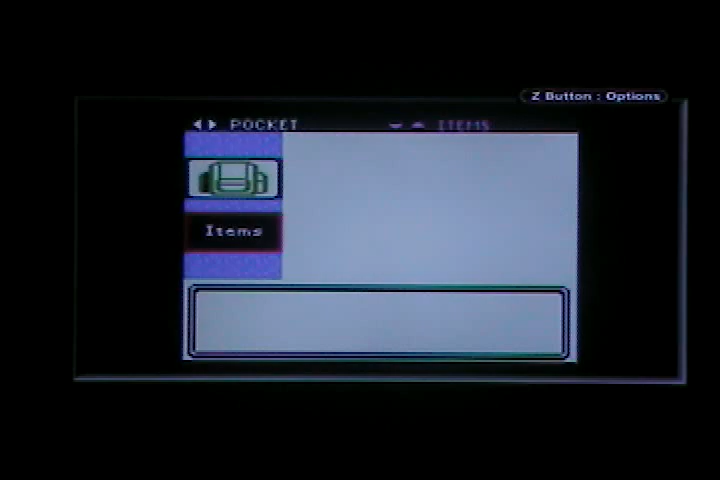 Z Button : Options
◀▶ POCKET ▼▲ ITEMS
Items